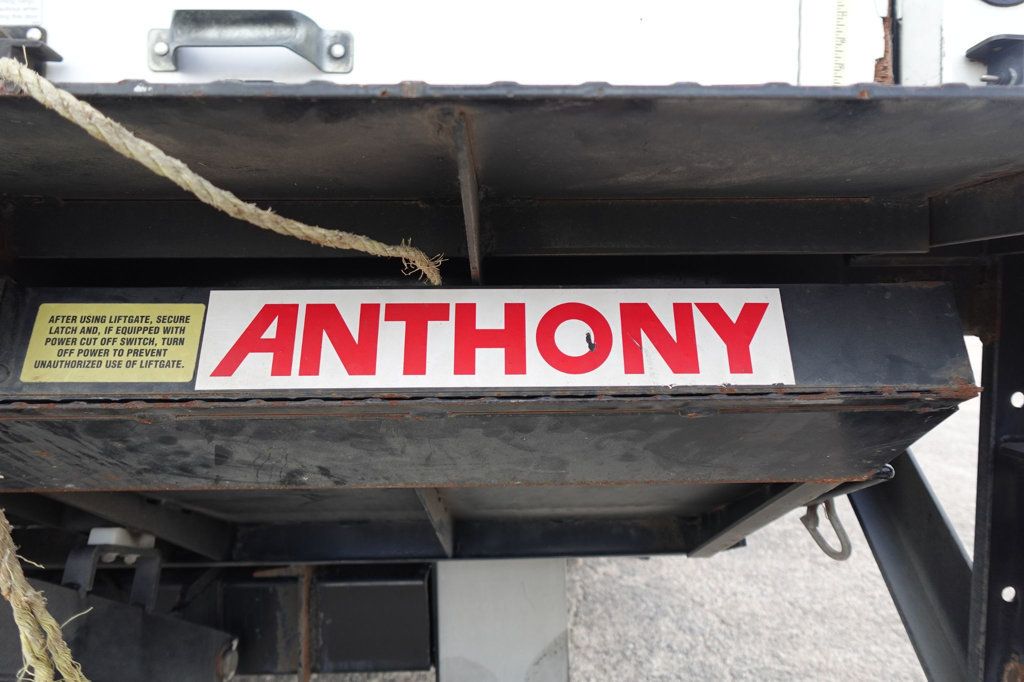 AFTER USING LIFTGATE, SECURE
LATCH AND, IF EQUIPPED WITH
POWER CUT OFF SWITCH, TURN
OFF POWER TO PREVENT
UNAUTHORIZED USE OF LIFTGATE.
ANTHONY